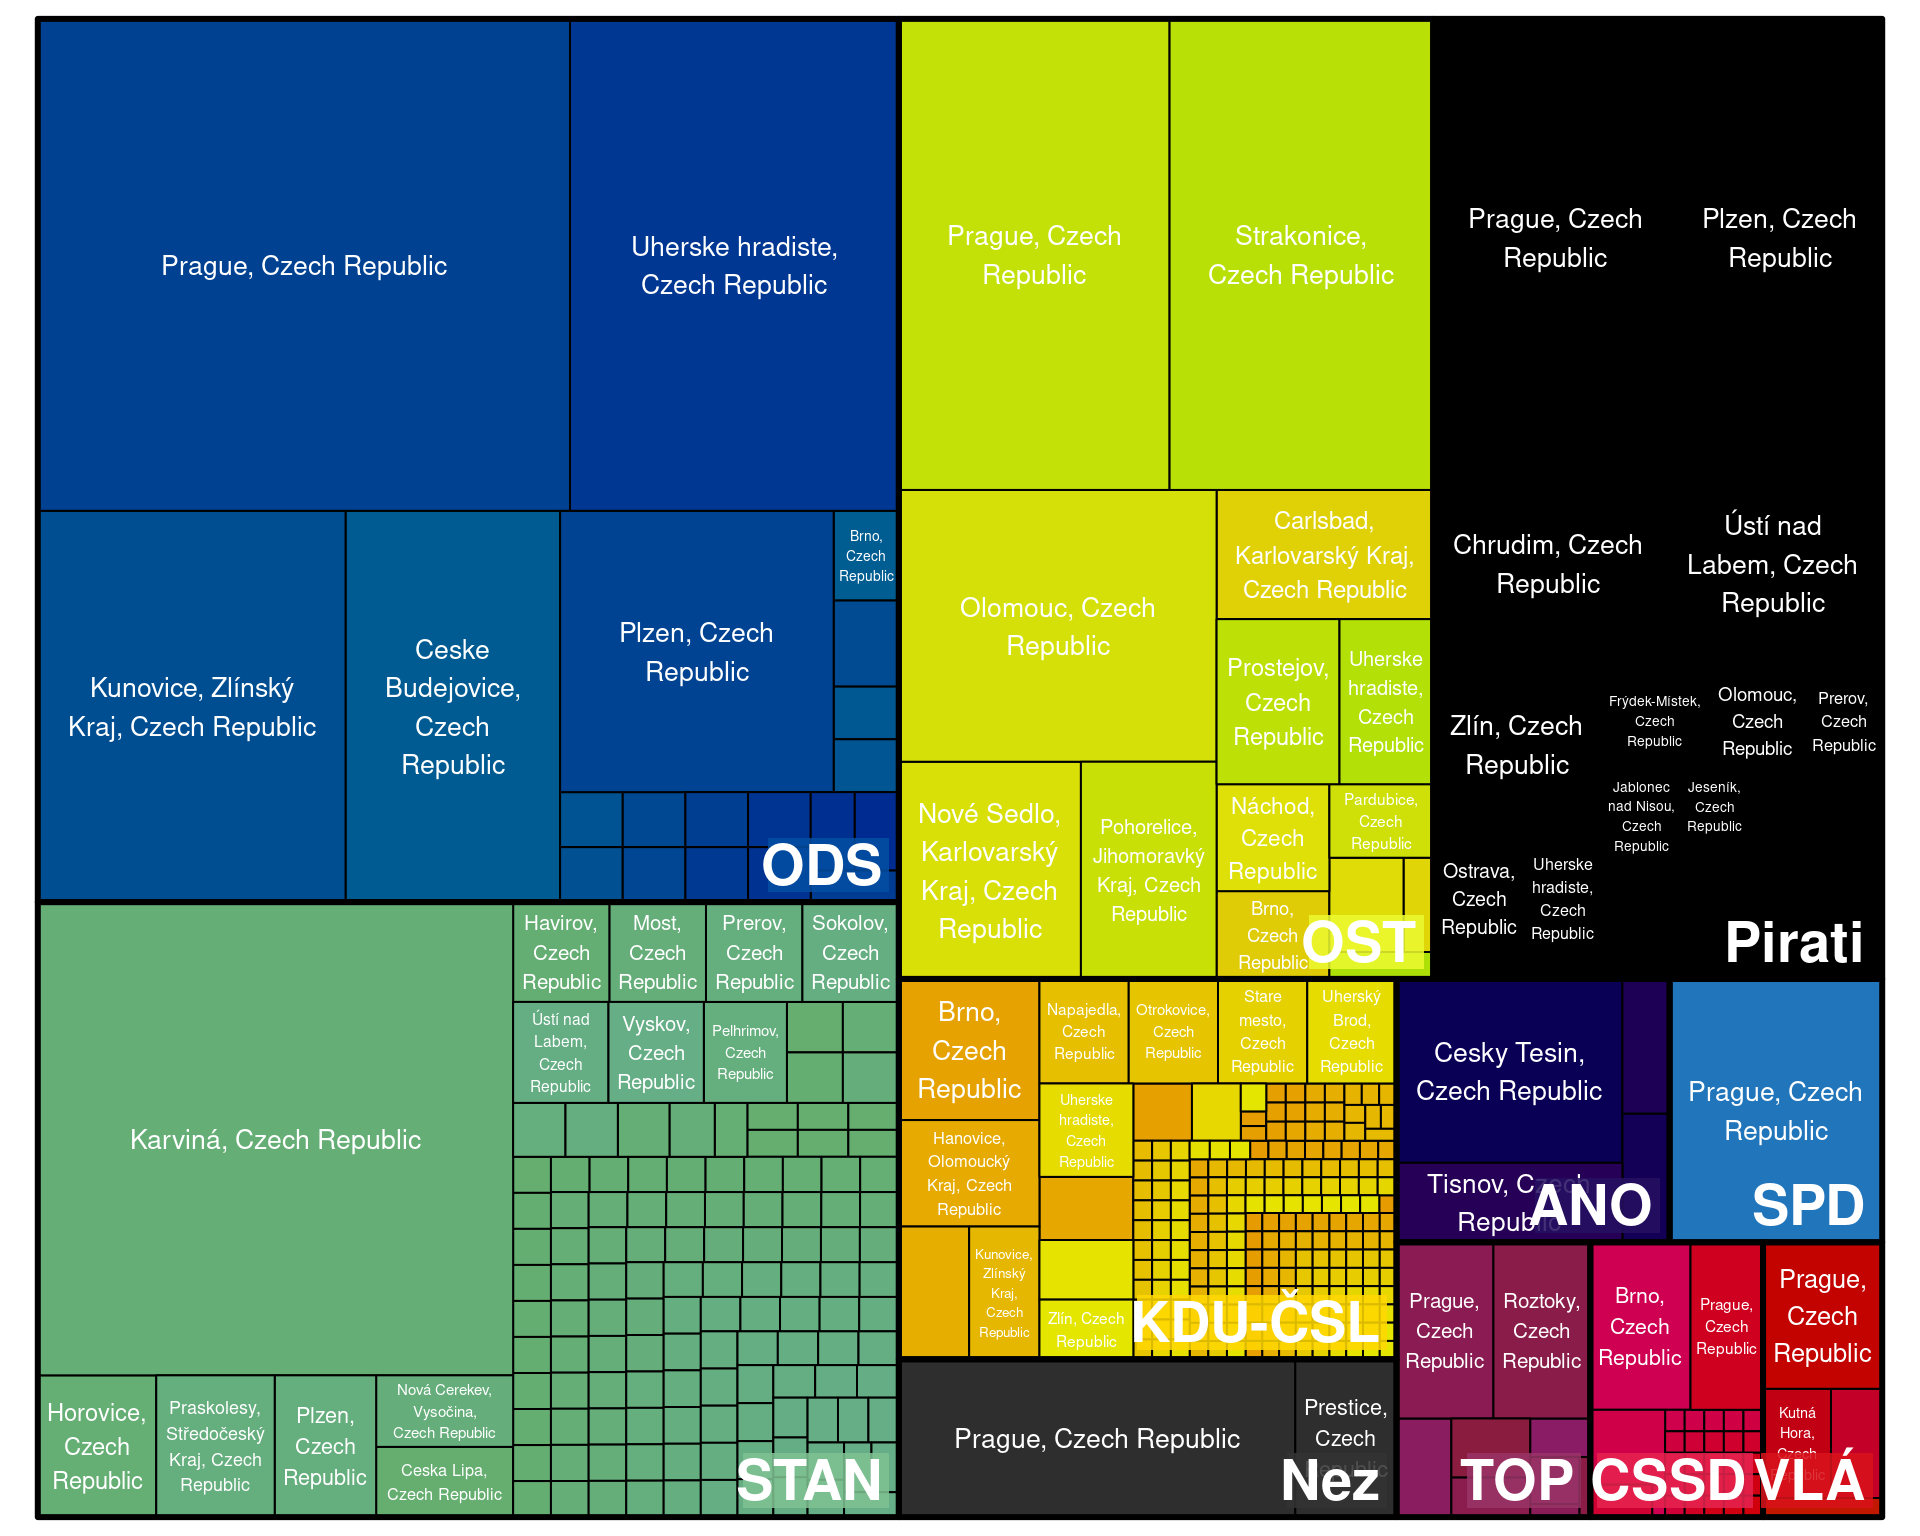 Prague, Czech Republic
Uherske hradiste,
Czech Republic
Kunovice, Zlínský
Kraj, Czech Republic
Ceske
Budejovice,
Czech
Republic
Plzen, Czech
Republic
Brno,
Czech
Republic
ODS
Karviná, Czech Republic
Horovice,
Czech
Republic
Praskolesy,
Středočeský
Kraj, Czech
Republic
Plzen,
Czech
Republic
Nová Cerekev,
Vysočina,
Czech Republic
Ceska Lipa,
Czech Republic
Havirov,
Czech
Republic
Most,
Czech
Republic
Prerov,
Czech
Republic
Sokolov,
Czech
Republic
Ústí nad
Labem,
Czech
Republic
Vyskov,
Czech
Republic
Pelhrimov,
Czech
Republic
STAN
Prague, Czech
Republic
Strakonice,
Czech Republic
Olomouc, Czech
Republic
Carlsbad,
Karlovarský Kraj,
Czech Republic
Prostejov,
Czech
Republic
Uherske
hradiste,
Czech
Republic
Nové Sedlo,
Karlovarský
Kraj, Czech
Republic
Pohorelice,
Jihomoravký
Kraj, Czech
Republic
Náchod,
Czech
Republic
Pardubice,
Czech
Republic
Brno,
Czech
Republic
OST
Prague, Czech
Republic
Plzen, Czech
Republic
Chrudim, Czech
Republic
Ústí nad
Labem, Czech
Republic
Zlín, Czech
Republic
Frýdek-Místek,
Czech
Republic
Olomouc,
Czech
Republic
Prerov,
Czech
Republic
Jablonec
nad Nisou,
Czech
Republic
Jeseník,
Czech
Republic
Ostrava,
Czech
Republic
Uherske
hradiste,
Czech
Republic
Pirati
Brno,
Czech
Republic
Hanovice,
Olomoucký
Kraj, Czech
Republic
Kunovice,
Zlínský
Kraj,
Czech
Republic
Napajedla,
Czech
Republic
Otrokovice,
Czech
Republic
Stare
mesto,
Czech
Republic
Uherský
Brod,
Czech
Republic
Uherske
hradiste,
Czech
Republic
Zlín, Czech
Republic
KDU-ČSL
Prague, Czech Republic
Prestice,
Czech
Republic
Nez
Cesky Tesin,
Czech Republic
Tisnov, Czech
Republic
ANO
Prague, Czech
Republic
SPD
Prague,
Czech
Republic
Roztoky,
Czech
Republic
TOP
Brno,
Czech
Republic
Prague,
Czech
Republic
CSSD
Prague,
Czech
Republic
Kutná
Hora,
Czech
Republic
VLÁ